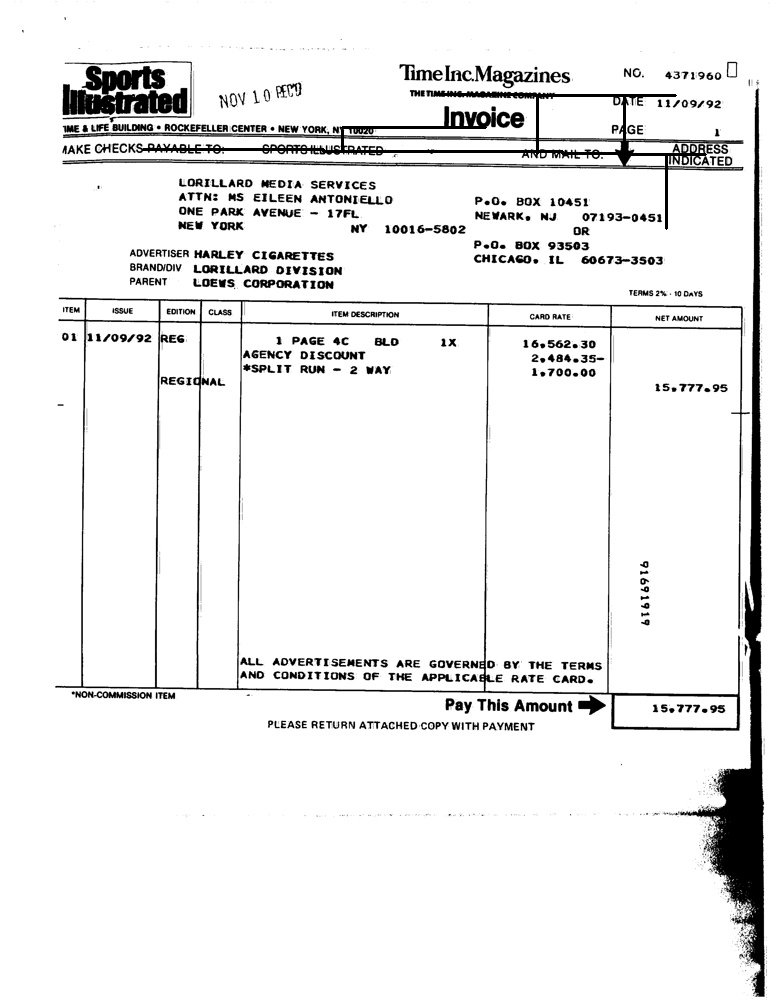 Sports
Illustrated
NOV 10 REC'D
Time Inc. Magazines
THE TIME INC. MAGAZINE COMPANY
Invoice
NO. 4371960
DATE 11/09/92
PAGE 1
TIME & LIFE BUILDING • ROCKEFELLER CENTER • NEW YORK, NY 10020
MAKE CHECKS PAYABLE TO: SPORTS ILLUSTRATED AND MAIL TO: ADDRESS INDICATED
LORILLARD MEDIA SERVICES
ATTN: MS EILEEN ANTONIELLO
ONE PARK AVENUE - 17FL
NEW YORK NY 10016-5802
P.O. BOX 10451
NEWARK, NJ 07193-0451
OR
P.O. BOX 93503
CHICAGO, IL 60673-3503
ADVERTISER HARLEY CIGARETTES
BRAND/DIV LORILLARD DIVISION
PARENT LOEWS CORPORATION
TERMS 2% - 10 DAYS
ITEM ISSUE EDITION CLASS ITEM DESCRIPTION CARD RATE NET AMOUNT
01 11/09/92 REG 1 PAGE 4C BLD 1X 16,562.30
AGENCY DISCOUNT 2,484.35-
*SPLIT RUN - 2 WAY 1,700.00
REGIONAL 15,777.95
91691919
ALL ADVERTISEMENTS ARE GOVERNED BY THE TERMS
AND CONDITIONS OF THE APPLICABLE RATE CARD.
*NON-COMMISSION ITEM
Pay This Amount 15,777.95
PLEASE RETURN ATTACHED COPY WITH PAYMENT